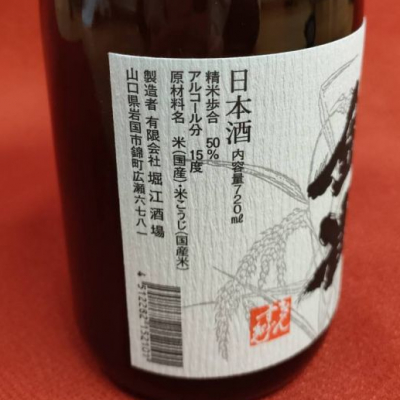 日本酒 内容量720ml
精米歩合 50%
アルコール分 15度
原材料名 米(国産)・米こうじ(国産米)
製造者 有限会社 堀江酒場
山口県岩国市錦町広瀬六七八一